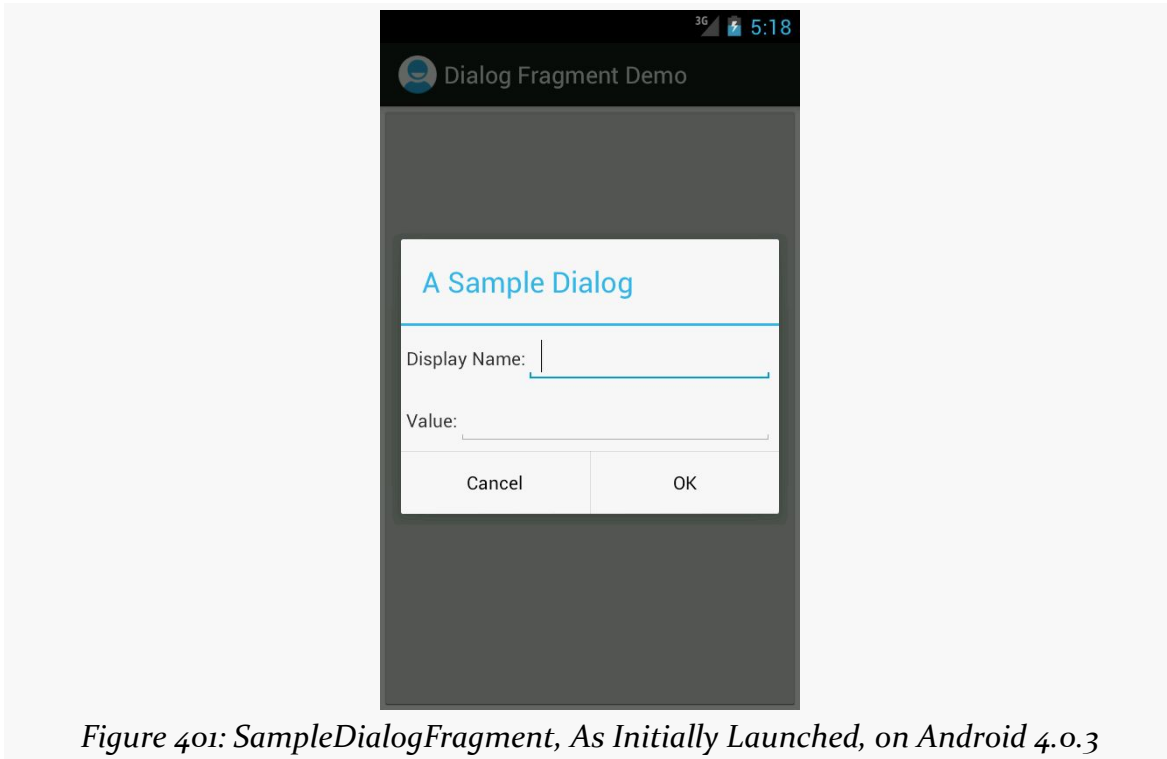 3G 5:18
Dialog Fragment Demo
A Sample Dialog
Display Name:
Value:
Cancel OK
Figure 401: SampleDialogFragment, As Initially Launched, on Android 4.0.3